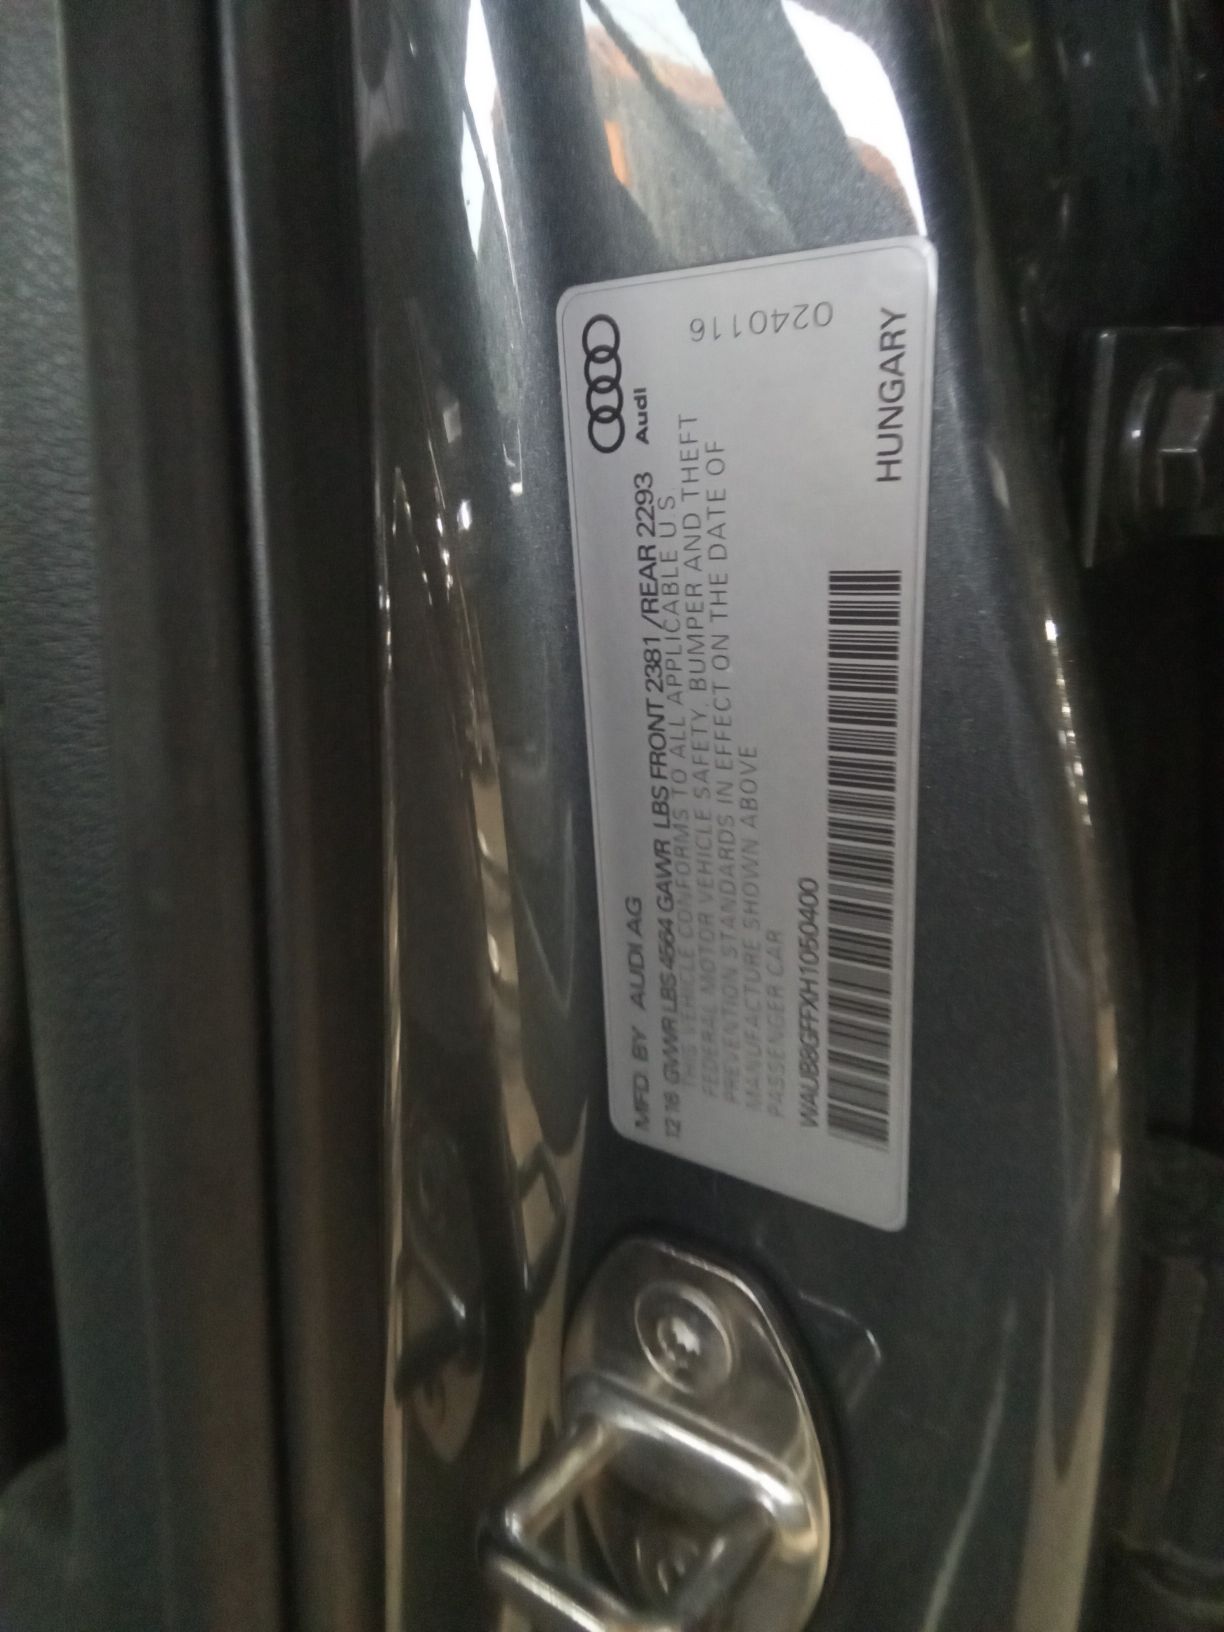 MFD BY AUDI AG
12 16 GVWR LBS 4564 GAWR LBS FRONT 2381 /REAR 2293
THIS VEHICLE CONFORMS TO ALL APPLICABLE U.S.
FEDERAL MOTOR VEHICLE SAFETY, BUMPER AND THEFT
PREVENTION STANDARDS IN EFFECT ON THE DATE OF
MANUFACTURE SHOWN ABOVE
PASSENGER CAR
WAUB8GFFXH1050400
Audi
0240116
HUNGARY